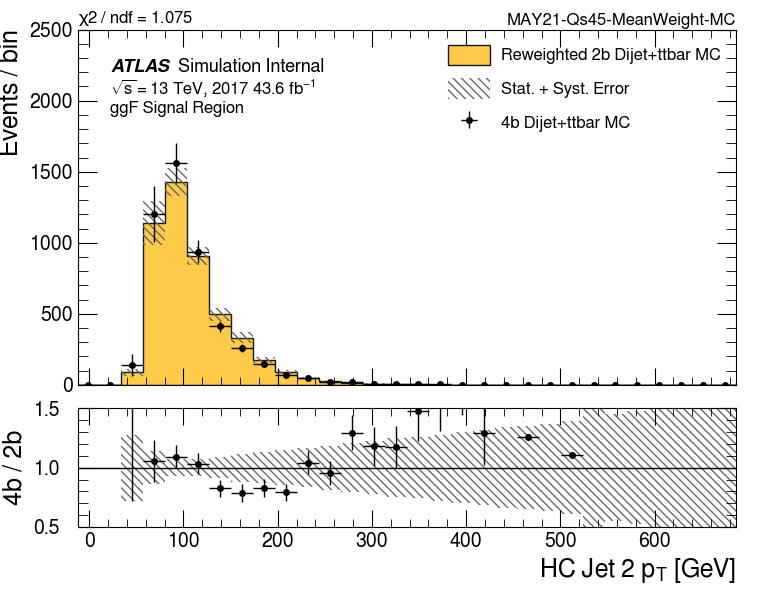 χ2 / ndf = 1.075
MAY21-Qs45-MeanWeight-MC
Events / bin
2500
2000
1500
1000
500
0
ATLAS Simulation Internal
√s = 13 TeV, 2017 43.6 fb⁻¹
ggF Signal Region
Reweighted 2b Dijet+ttbar MC
Stat. + Syst. Error
4b Dijet+ttbar MC
4b / 2b
1.5
1.0
0.5
0 100 200 300 400 500 600
HC Jet 2 pT [GeV]